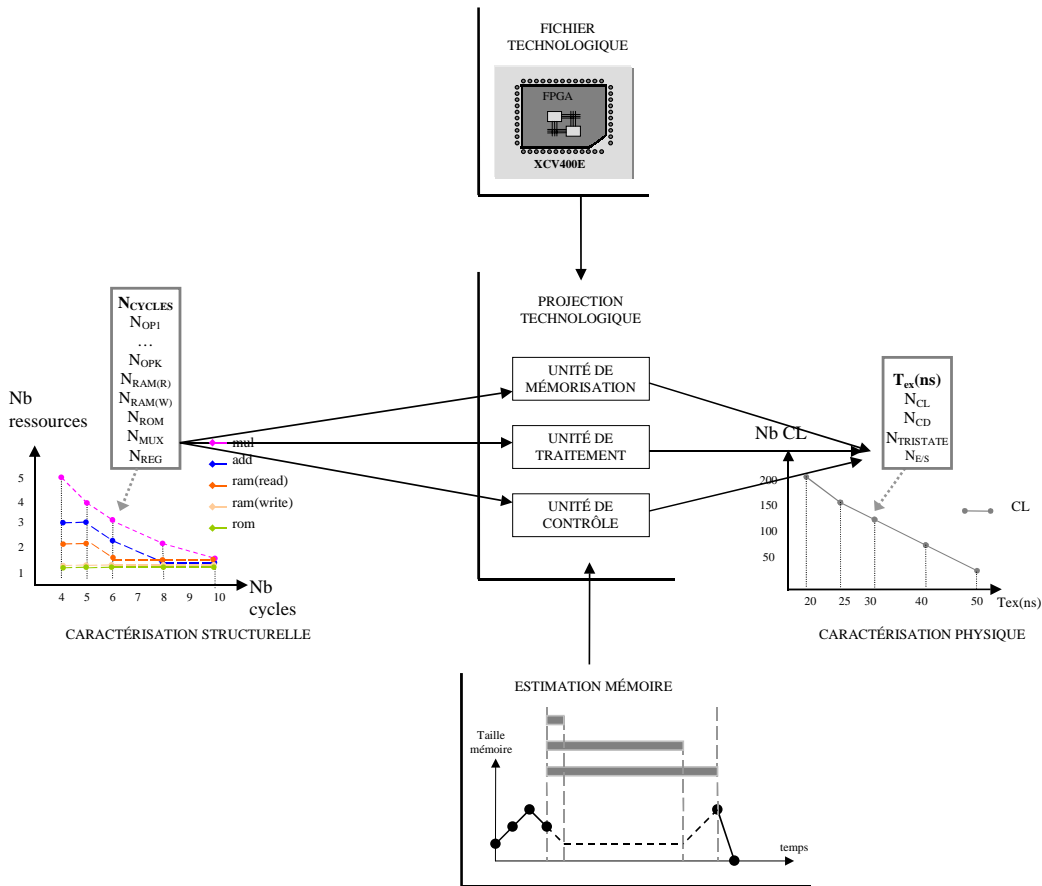 FICHIER
TECHNOLOGIQUE
FPGA
XCV400E
PROJECTION
TECHNOLOGIQUE
UNITÉ DE
MÉMORISATION
UNITÉ DE
TRAITEMENT
UNITÉ DE
CONTRÔLE
NCYCLES
NOP1
…
NOPK
NRAM(R)
NRAM(W)
NROM
NMUX
NREG
Nb
ressources
5
4
3
2
1
4 5 6 8 9 10
Nb
cycles
mul
add
ram(read)
ram(write)
rom
CARACTÉRISATION STRUCTURELLE
Tex(ns)
NCL
NCD
NTRISTATE
NE/S
Nb CL
200
150
100
50
20 25 30 40 50
Tex(ns)
CL
CARACTÉRISATION PHYSIQUE
ESTIMATION MÉMOIRE
Taille
mémoire
temps